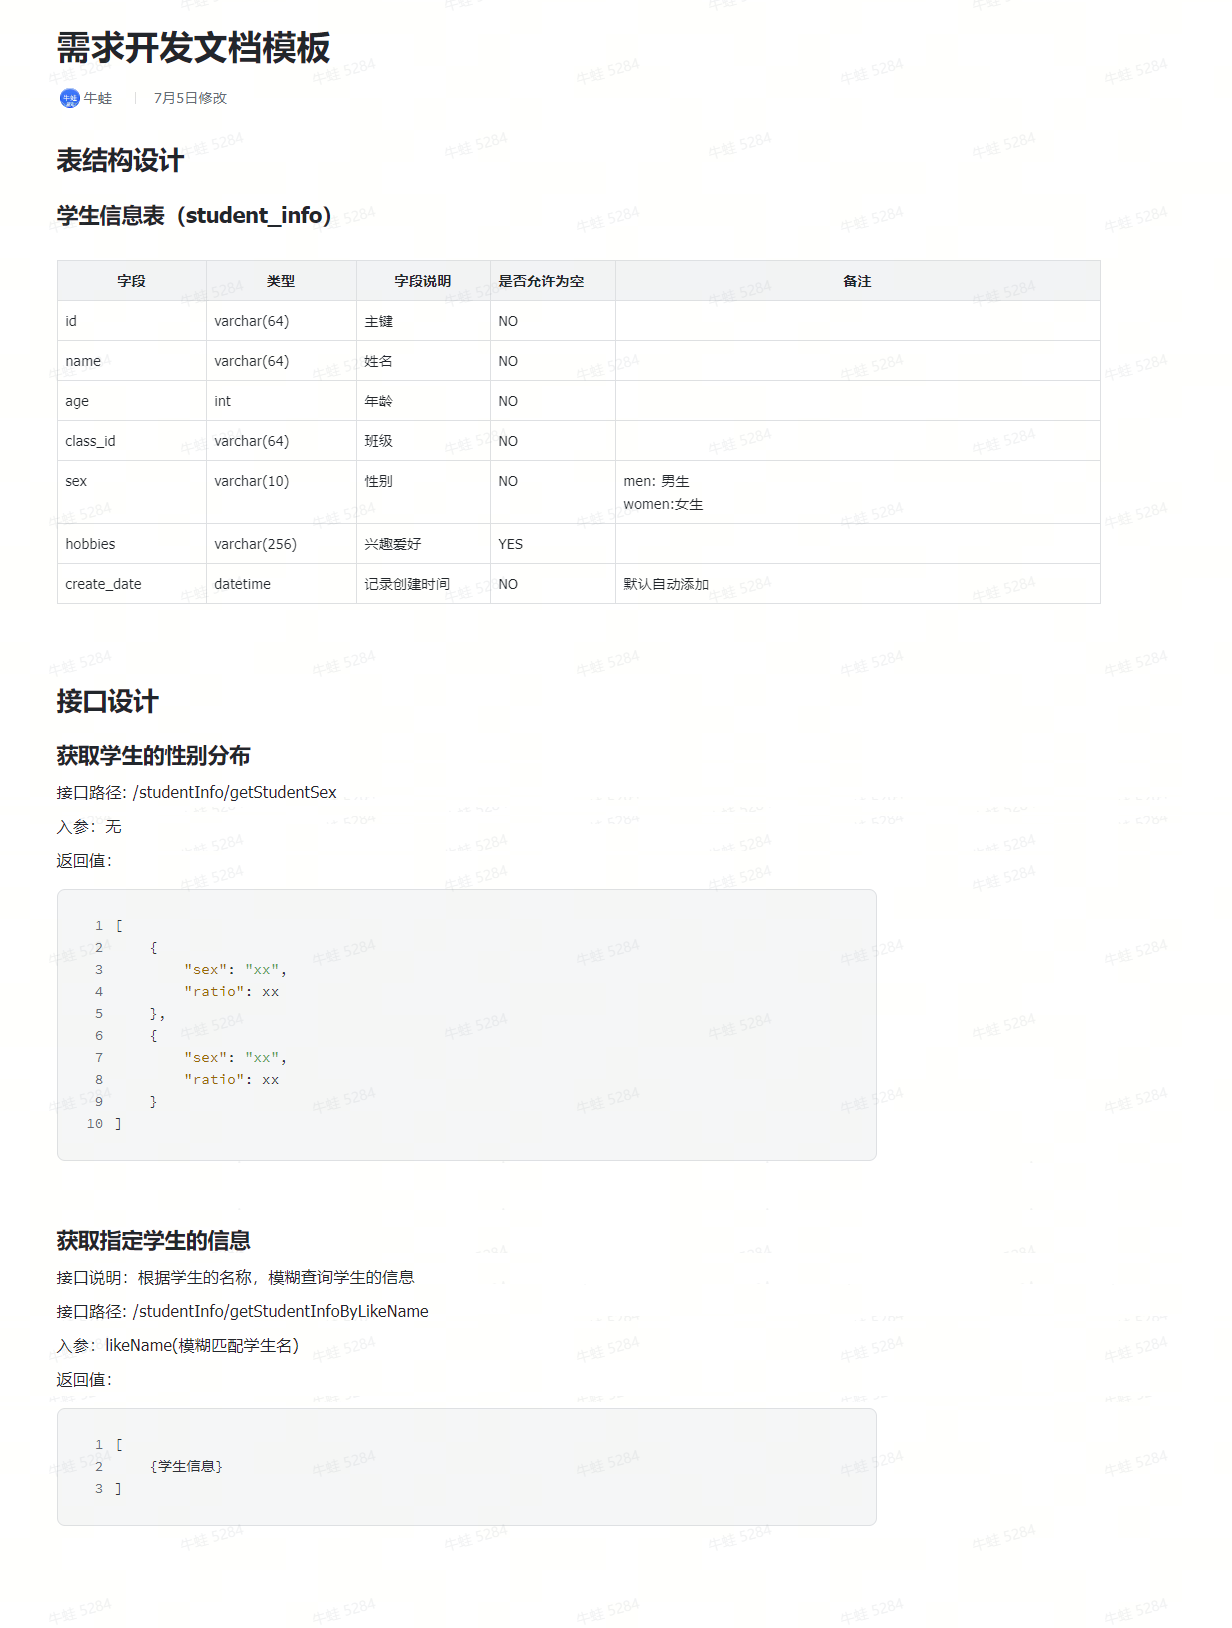 需求开发文档模板
牛蛙 7月5日修改
表结构设计
学生信息表（student_info）
字段 类型 字段说明 是否允许为空 备注
id varchar(64) 主键 NO
name varchar(64) 姓名 NO
age int 年龄 NO
class_id varchar(64) 班级 NO
sex varchar(10) 性别 NO men: 男生
women:女生
hobbies varchar(256) 兴趣爱好 YES
create_date datetime 记录创建时间 NO 默认自动添加
接口设计
获取学生的性别分布
接口路径: /studentInfo/getStudentSex
入参：无
返回值：
1 [
2 {
3 "sex": "xx",
4 "ratio": xx
5 },
6 {
7 "sex": "xx",
8 "ratio": xx
9 }
10 ]
获取指定学生的信息
接口说明：根据学生的名称，模糊查询学生的信息
接口路径: /studentInfo/getStudentInfoByLikeName
入参：likeName(模糊匹配学生名)
返回值：
1 [
2 {学生信息}
3 ]
牛蛙 5284